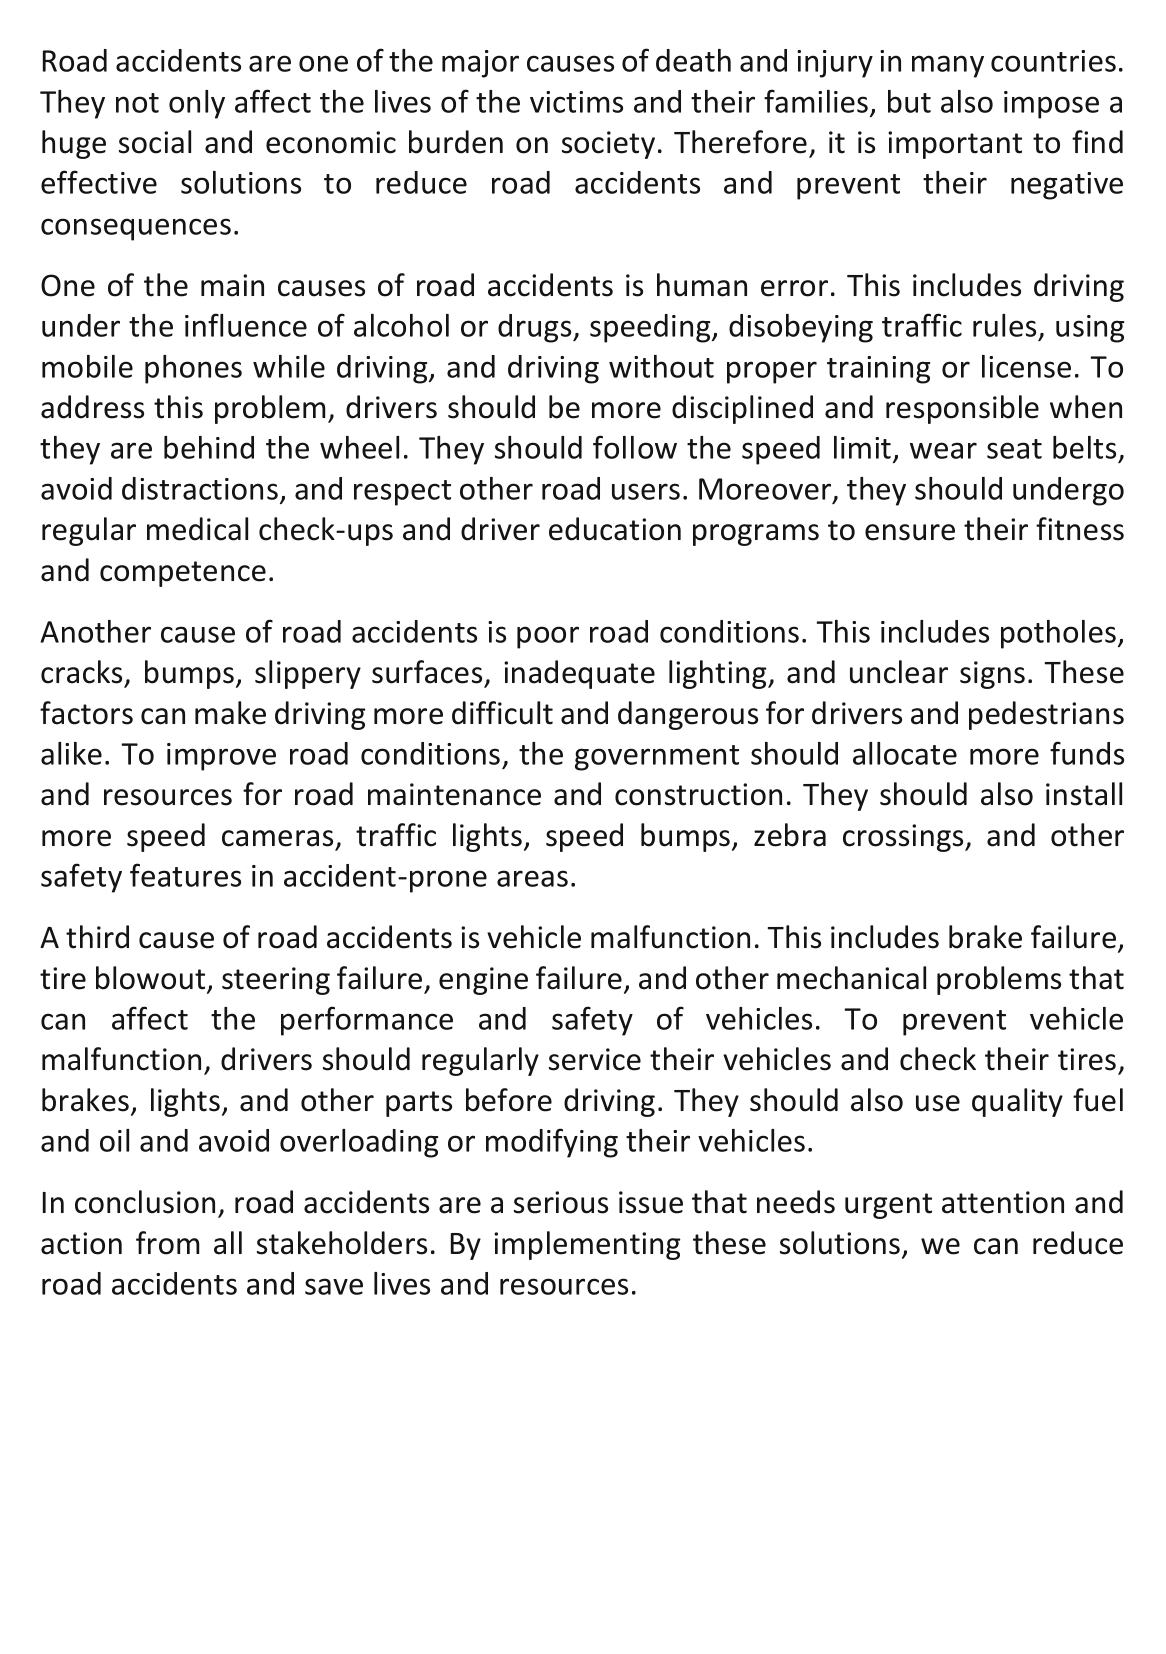 Road accidents are one of the major causes of death and injury in many countries.
They not only affect the lives of the victims and their families, but also impose a
huge social and economic burden on society. Therefore, it is important to find
effective solutions to reduce road accidents and prevent their negative
consequences.
One of the main causes of road accidents is human error. This includes driving
under the influence of alcohol or drugs, speeding, disobeying traffic rules, using
mobile phones while driving, and driving without proper training or license. To
address this problem, drivers should be more disciplined and responsible when
they are behind the wheel. They should follow the speed limit, wear seat belts,
avoid distractions, and respect other road users. Moreover, they should undergo
regular medical check-ups and driver education programs to ensure their fitness
and competence.
Another cause of road accidents is poor road conditions. This includes potholes,
cracks, bumps, slippery surfaces, inadequate lighting, and unclear signs. These
factors can make driving more difficult and dangerous for drivers and pedestrians
alike. To improve road conditions, the government should allocate more funds
and resources for road maintenance and construction. They should also install
more speed cameras, traffic lights, speed bumps, zebra crossings, and other
safety features in accident-prone areas.
A third cause of road accidents is vehicle malfunction. This includes brake failure,
tire blowout, steering failure, engine failure, and other mechanical problems that
can affect the performance and safety of vehicles. To prevent vehicle
malfunction, drivers should regularly service their vehicles and check their tires,
brakes, lights, and other parts before driving. They should also use quality fuel
and oil and avoid overloading or modifying their vehicles.
In conclusion, road accidents are a serious issue that needs urgent attention and
action from all stakeholders. By implementing these solutions, we can reduce
road accidents and save lives and resources.